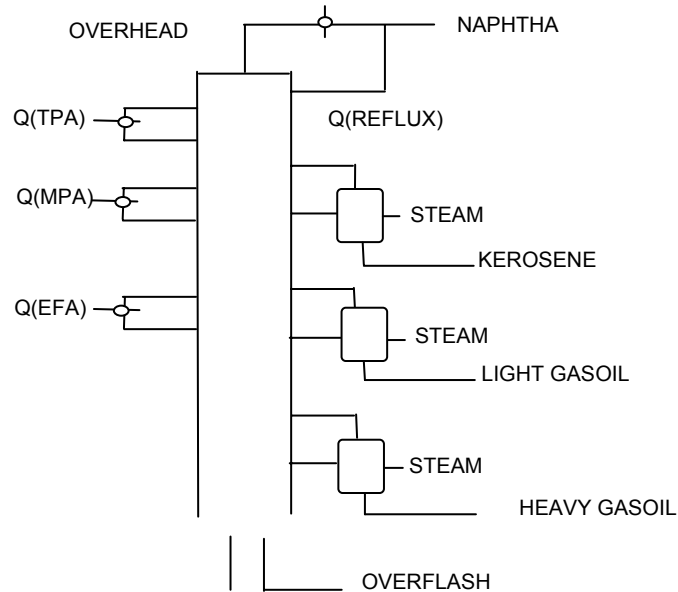 OVERHEAD
NAPHTHA
Q(TPA)
Q(REFLUX)
Q(MPA)
STEAM
KEROSENE
Q(EFA)
STEAM
LIGHT GASOIL
STEAM
HEAVY GASOIL
OVERFLASH